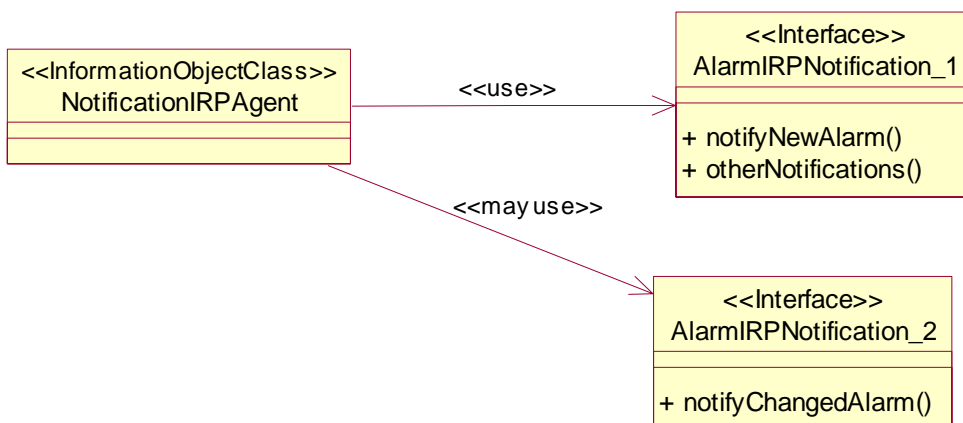 <<InformationObjectClass>>
NotificationIRPAgent
<<use>>
<<Interface>>
AlarmIRPNotification_1
+ notifyNewAlarm()
+ otherNotifications()
<<may use>>
<<Interface>>
AlarmIRPNotification_2
+ notifyChangedAlarm()